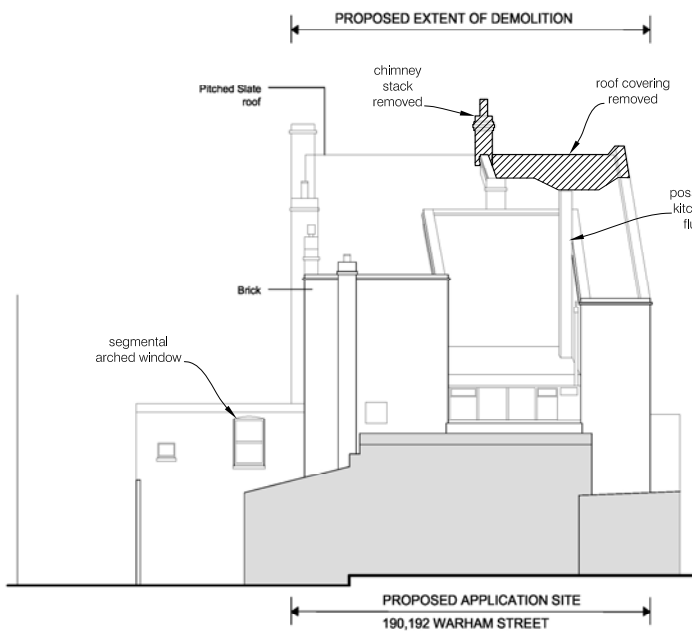 PROPOSED EXTENT OF DEMOLITION
chimney
stack
removed
roof covering
removed
Pitched Slate
roof
Brick
segmental
arched window
PROPOSED APPLICATION SITE
190,192 WARHAM STREET